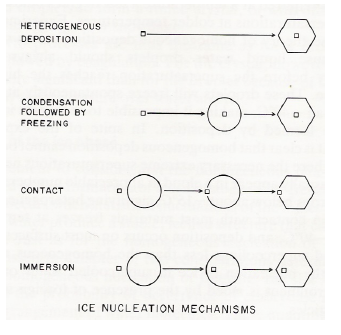 HETEROGENEOUS
DEPOSITION
CONDENSATION
FOLLOWED BY
FREEZING
CONTACT
IMMERSION
ICE NUCLEATION MECHANISMS